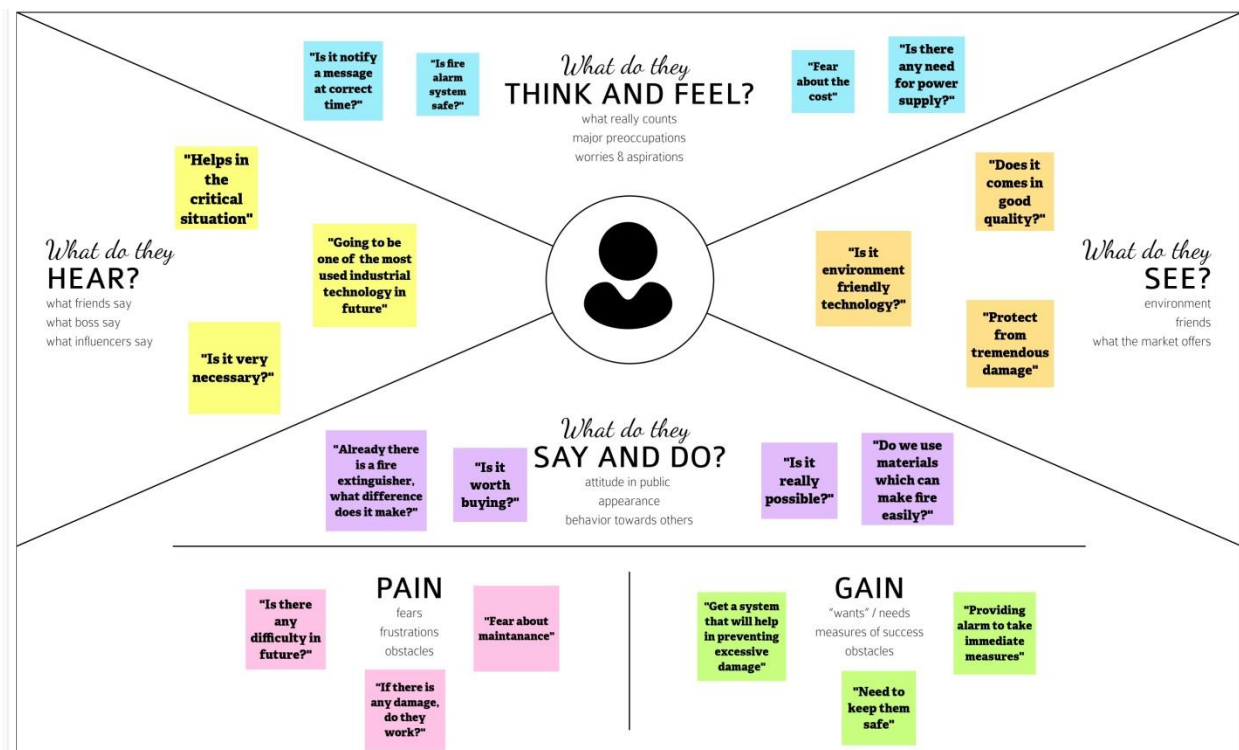 "Is it notify
a message
at correct
time?"
"Is fire
alarm
system
safe?"
What do they
THINK AND FEEL?
what really counts
major preoccupations
worries & aspirations
"Fear
about the
cost"
"Is there
any need
for power
supply?"
"Helps in
the
critical
situation"
What do they
HEAR?
what friends say
what boss say
what influencers say
"Going to be
one of the most
used industrial
technology in
future"
"Is it very
necessary?"
"Does it
comes in
good
quality?"
"Is it
environment
friendly
technology?"
What do they
SEE?
environment
friends
what the market offers
"Protect
from
tremendous
damage"
"Already there
is a fire
extinguisher,
what difference
does it make?"
"Is it
worth
buying?"
What do they
SAY AND DO?
attitude in public
appearance
behavior towards others
"Is it
really
possible?"
"Do we use
materials
which can
make fire
easily?"
"Is there
any
difficulty in
future?"
PAIN
fears
frustrations
obstacles
"Fear about
maintanance"
"If there is
any damage,
do they
work?"
"Get a system
that will help
in preventing
excessive
damage"
GAIN
"wants" / needs
measures of success
obstacles
"Providing
alarm to take
immediate
measures"
"Need to
keep them
safe"